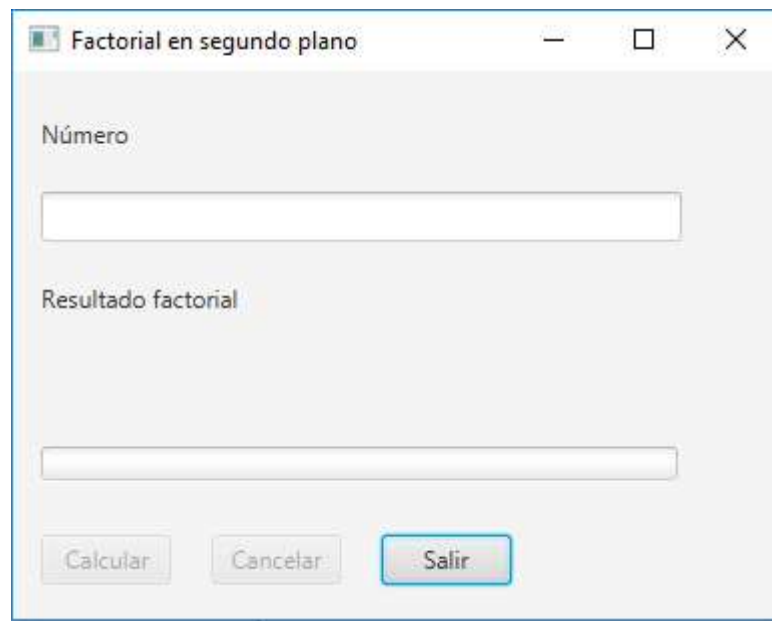 Factorial en segundo plano
Número
Resultado factorial
Calcular Cancelar Salir